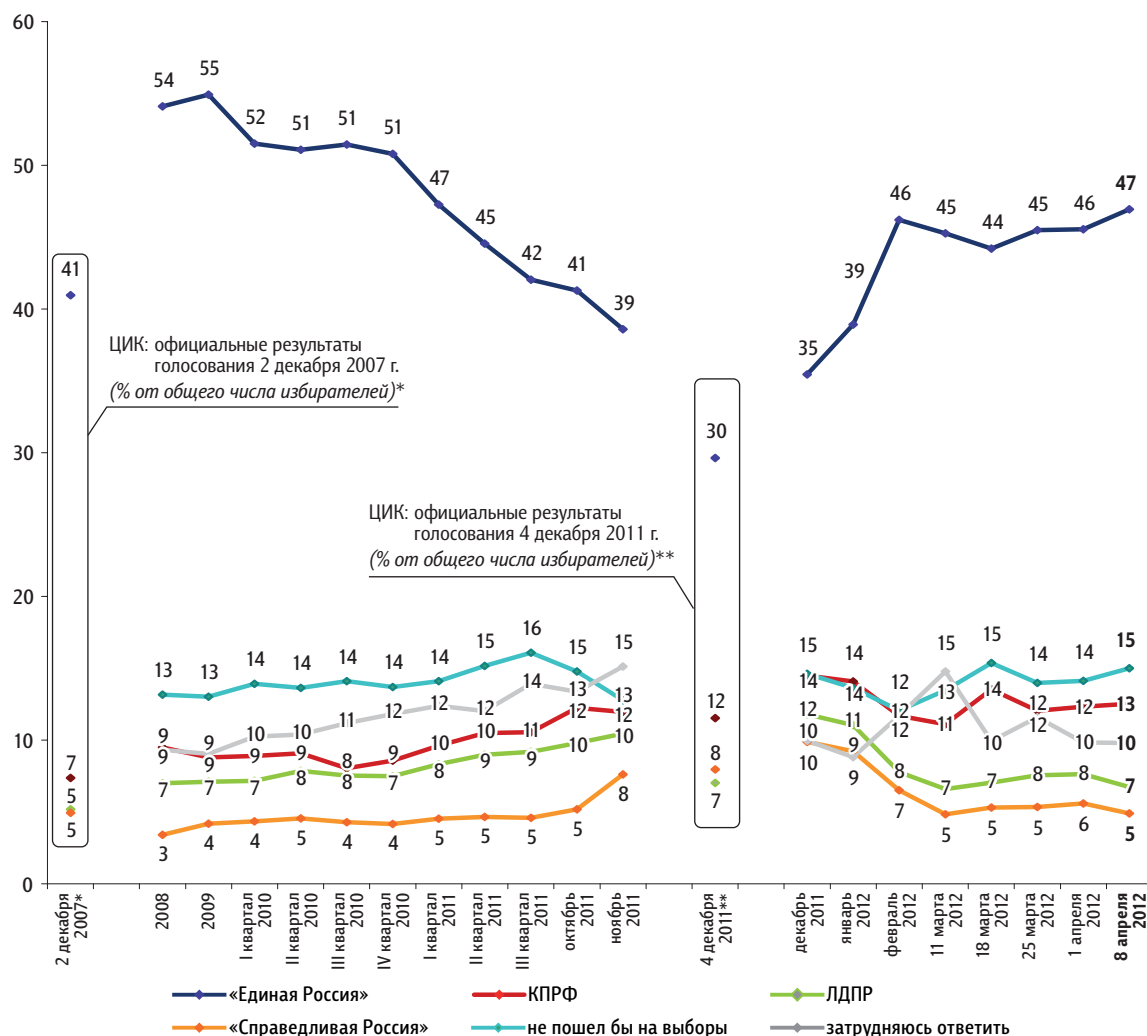 60
50
40
30
20
10
0
54 55 52 51 51 51 47 45 42 41 39
35 39 46 45 44 45 46 47
41
ЦИК: официальные результаты
голосования 2 декабря 2007 г.
(% от общего числа избирателей)*
30
ЦИК: официальные результаты
голосования 4 декабря 2011 г.
(% от общего числа избирателей)**
7
5
5
12
8
7
13 13 14 14 14 14 14 15 16 15 13
9 9 10 10 11 12 12 12 14 13 15
9 9 9 9 8 9 10 10 11 12 12
7 7 7 8 8 7 8 9 9 10 10
3 4 4 5 4 4 5 5 5 5 8
15 14 12 13 15 14 14 15
14 14 12 11 14 12 12 13
10 9 12 15 10 12 10 10
12 11 8 7 7 8 8 7
10 9 7 5 5 5 6 5
2 декабря
2007*
2008
2009
I квартал
2010
II квартал
2010
III квартал
2010
IV квартал
2010
I квартал
2011
II квартал
2011
III квартал
2011
октябрь
2011
ноябрь
2011
4 декабря
2011**
декабрь
2011
январь
2012
февраль
2012
11 марта
2012
18 марта
2012
25 марта
2012
1 апреля
2012
8 апреля
2012
«Единая Россия»
КПРФ
ЛДПР
«Справедливая Россия»
не пошел бы на выборы
затрудняюсь ответить